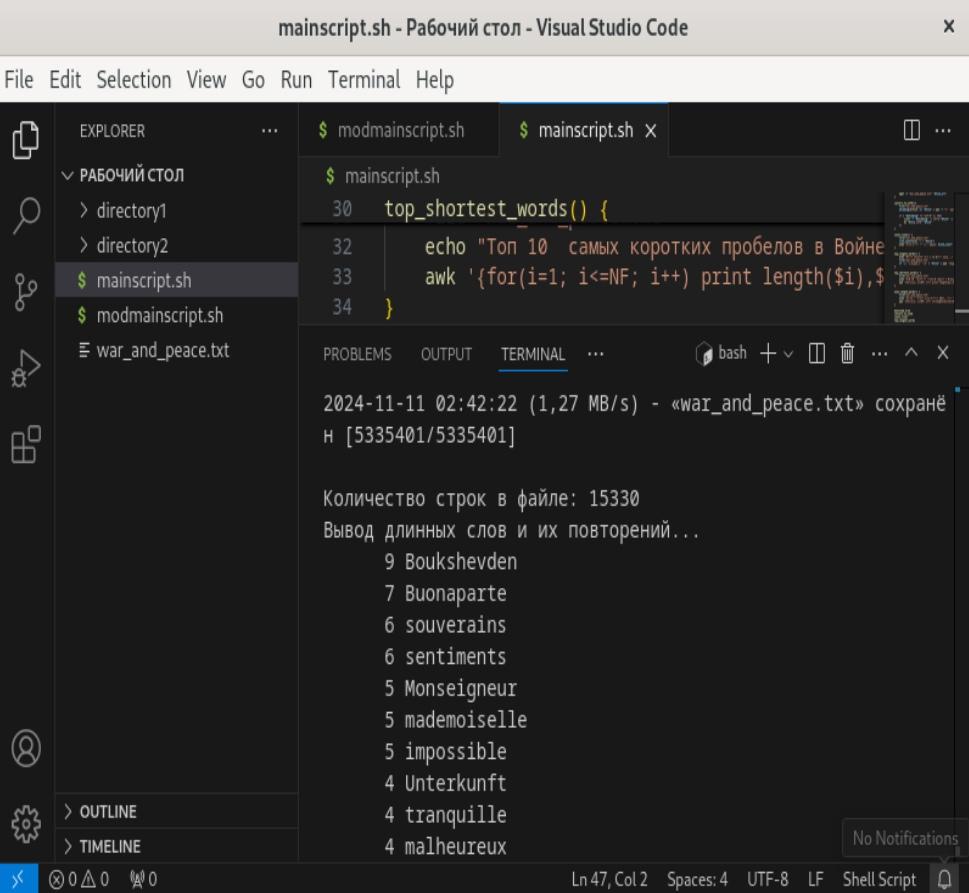 mainscript.sh - Рабочий стол - Visual Studio Code
File Edit Selection View Go Run Terminal Help
EXPLORER
РАБОЧИЙ СТОЛ
directory1
directory2
mainscript.sh
modmainscript.sh
war_and_peace.txt
OUTLINE
TIMELINE
modmainscript.sh mainscript.sh
mainscript.sh
30 top_shortest_words() {
32 echo "Топ 10  самых коротких пробелов в Войне
33 awk '{for(i=1; i<=NF; i++) print length($i),$
34 }
PROBLEMS OUTPUT TERMINAL
bash
2024-11-11 02:42:22 (1,27 MB/s) - «war_and_peace.txt» сохранё
н [5335401/5335401]
Количество строк в файле: 15330
Вывод длинных слов и их повторений...
9 Boukshevden
7 Buonaparte
6 souverains
6 sentiments
5 Monseigneur
5 mademoiselle
5 impossible
4 Unterkunft
4 tranquille
4 malheureux
No Notifications
0 0 0 Ln 47, Col 2 Spaces: 4 UTF-8 LF Shell Script